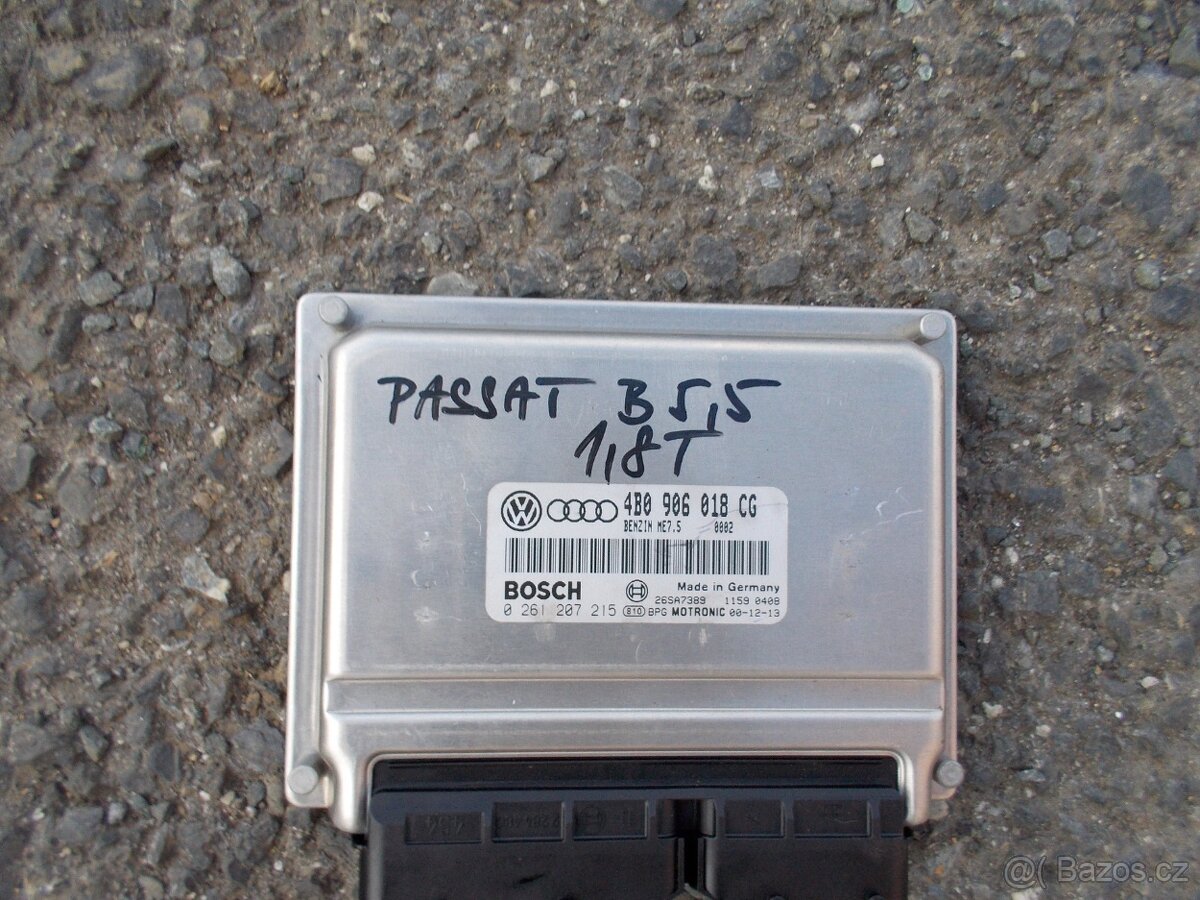 PASSAT B5,5
1,8T
4B0 906 018 CG
BENZIN ME7.5 0002
BOSCH Made in Germany
26SA7389 1159 0408
0 261 207 215 810 BPG MOTRONIC 00-12-13
@( Bazos.cz